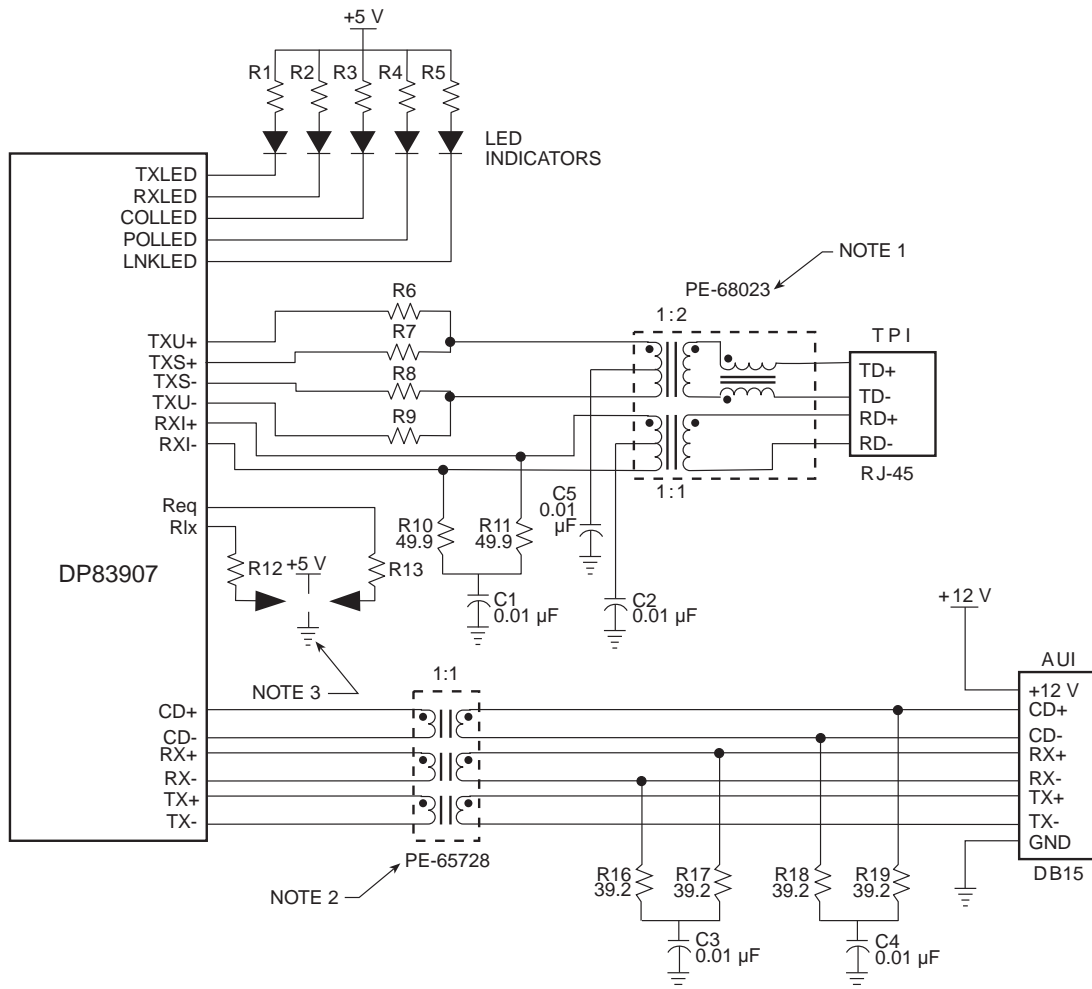 +5 V
R1 R2 R3 R4 R5
LED
INDICATORS
TXLED
RXLED
COLLED
POLLED
LNKLED
NOTE 1
PE-68023
R6
1:2
TPI
TXU+
R7
TXS+
TD+
R8
TXS-
TD-
TXU-
R9
RD+
RXI+
RD-
RXI-
RJ-45
1:1
C5
0.01
µF
Req
RIx
R10
49.9
R11
49.9
R12
+5 V
R13
DP83907
C1
0.01 µF
C2
0.01 µF
+12 V
NOTE 3
1:1
AUI
+12 V
CD+
CD+
CD-
CD-
RX+
RX+
RX-
RX-
TX+
TX+
TX-
TX-
GND
PE-65728
DB15
NOTE 2
R16
39.2
R17
39.2
R18
39.2
R19
39.2
C3
0.01 µF
C4
0.01 µF